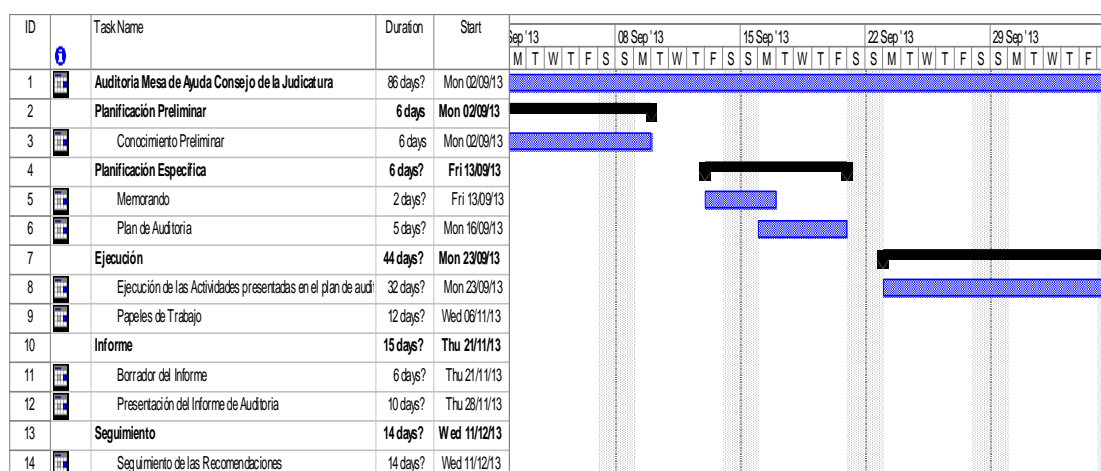 ID Task Name Duration Start Sep '13 08 Sep '13 15 Sep '13 22 Sep '13 29 Sep '13
M T W T F S S M T W T F S S M T W T F S S M T W T F S S M T W T F
1 Auditoria Mesa de Ayuda Consejo de la Judicatura 86 days? Mon 02/09/13
2 Planificación Preliminar 6 days Mon 02/09/13
3 Conocimiento Preliminar 6 days Mon 02/09/13
4 Planificación Específica 6 days? Fri 13/09/13
5 Memorando 2 days? Fri 13/09/13
6 Plan de Auditoria 5 days? Mon 16/09/13
7 Ejecución 44 days? Mon 23/09/13
8 Ejecución de las Actividades presentadas en el plan de audi 32 days? Mon 23/09/13
9 Papeles de Trabajo 12 days? Wed 06/11/13
10 Informe 15 days? Thu 21/11/13
11 Borrador del Informe 6 days? Thu 21/11/13
12 Presentación del Informe de Auditoria 10 days? Thu 28/11/13
13 Seguimiento 14 days? Wed 11/12/13
14 Seguimiento de las Recomendaciones 14 days? Wed 11/12/13